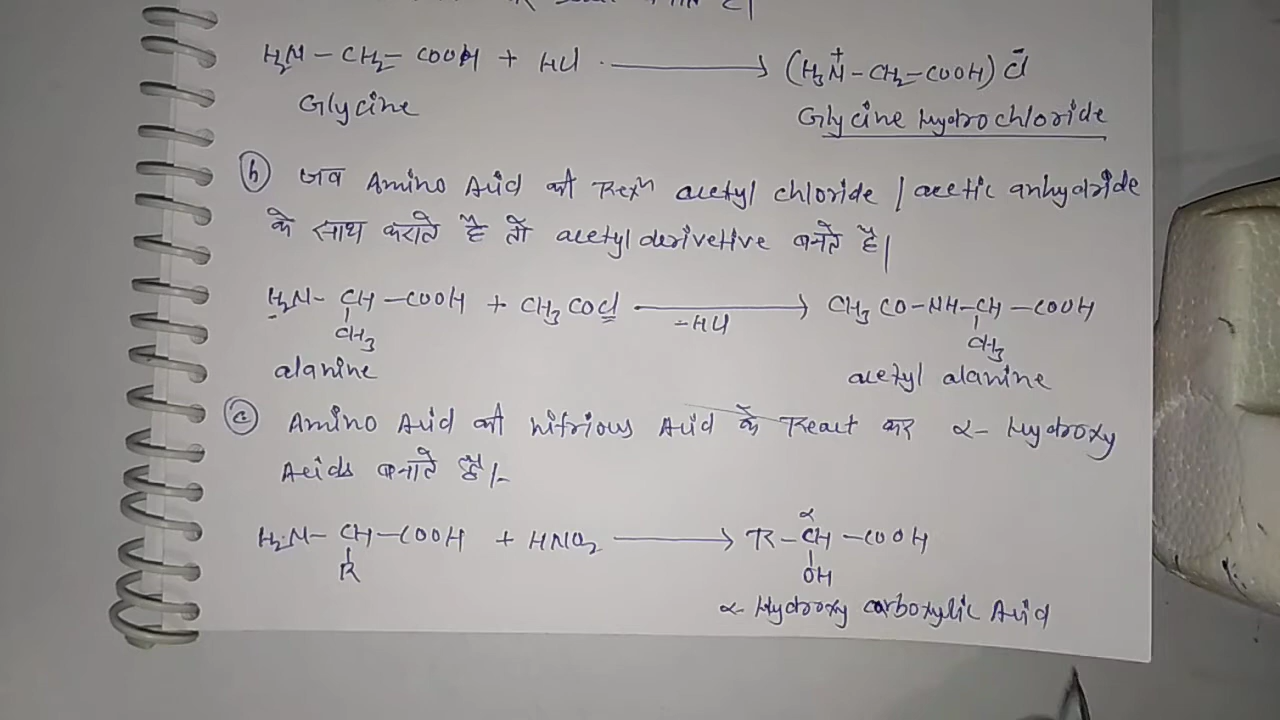 H₂N – CH₂ – COOH + HCl ⟶ (H₃N⁺ – CH₂ – COOH) Cl⁻
Glycine Glycine Hydrochloride
(b) जब Amino Acid की Rexⁿ acetyl chloride / acetic anhydride
के साथ कराते है तो acetyl derivetive बनते है।
H₂N – CH – COOH + CH₃COCl ⟶ CH₃CO – NH – CH – COOH
–HCl
CH₃ CH₃
alanine acetyl alanine
(c) Amino Acid की nitrious Acid के React कर α- Hydroxy
Acids बनाते है।-
H₂N – CH – COOH + HNO₂ ⟶ R – CH – COOH
α
R OH
α- Hydroxy carboxylic Acid